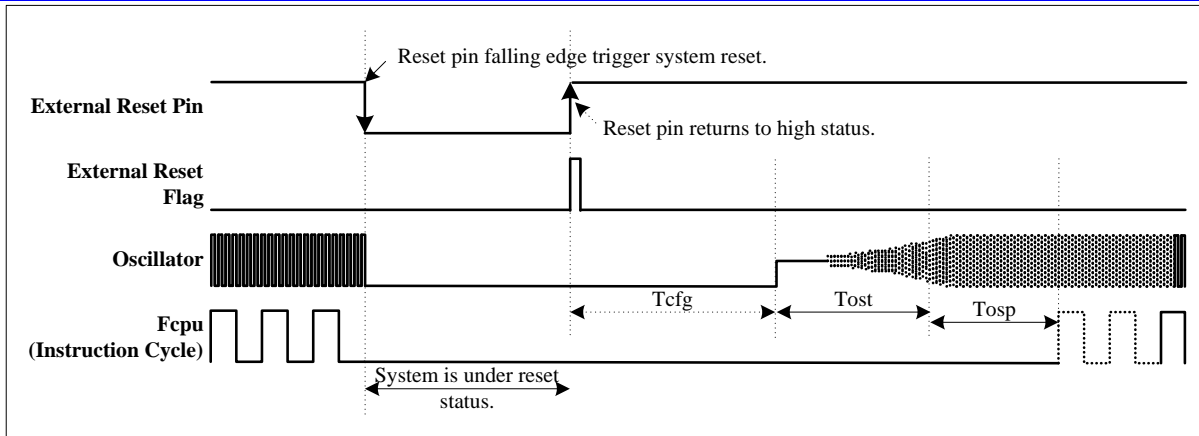 Reset pin falling edge trigger system reset.
External Reset Pin
Reset pin returns to high status.
External Reset
Flag
Oscillator
Tcfg
Tost
Tosp
Fcpu
(Instruction Cycle)
System is under reset
status.